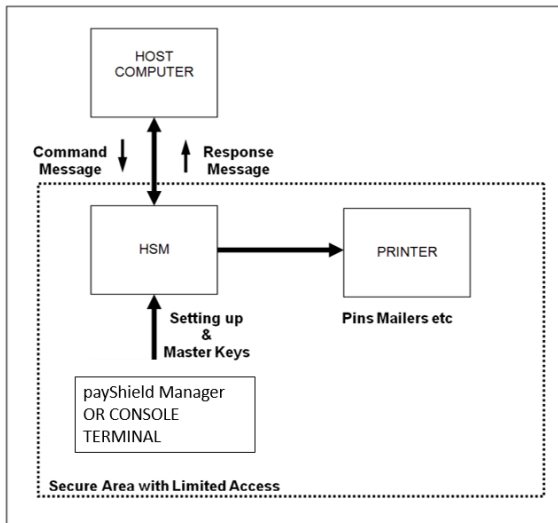 HOST
COMPUTER
Command
Message
Response
Message
HSM
PRINTER
Setting up
&
Master Keys
Pins Mailers etc
payShield Manager
OR CONSOLE
TERMINAL
Secure Area with Limited Access